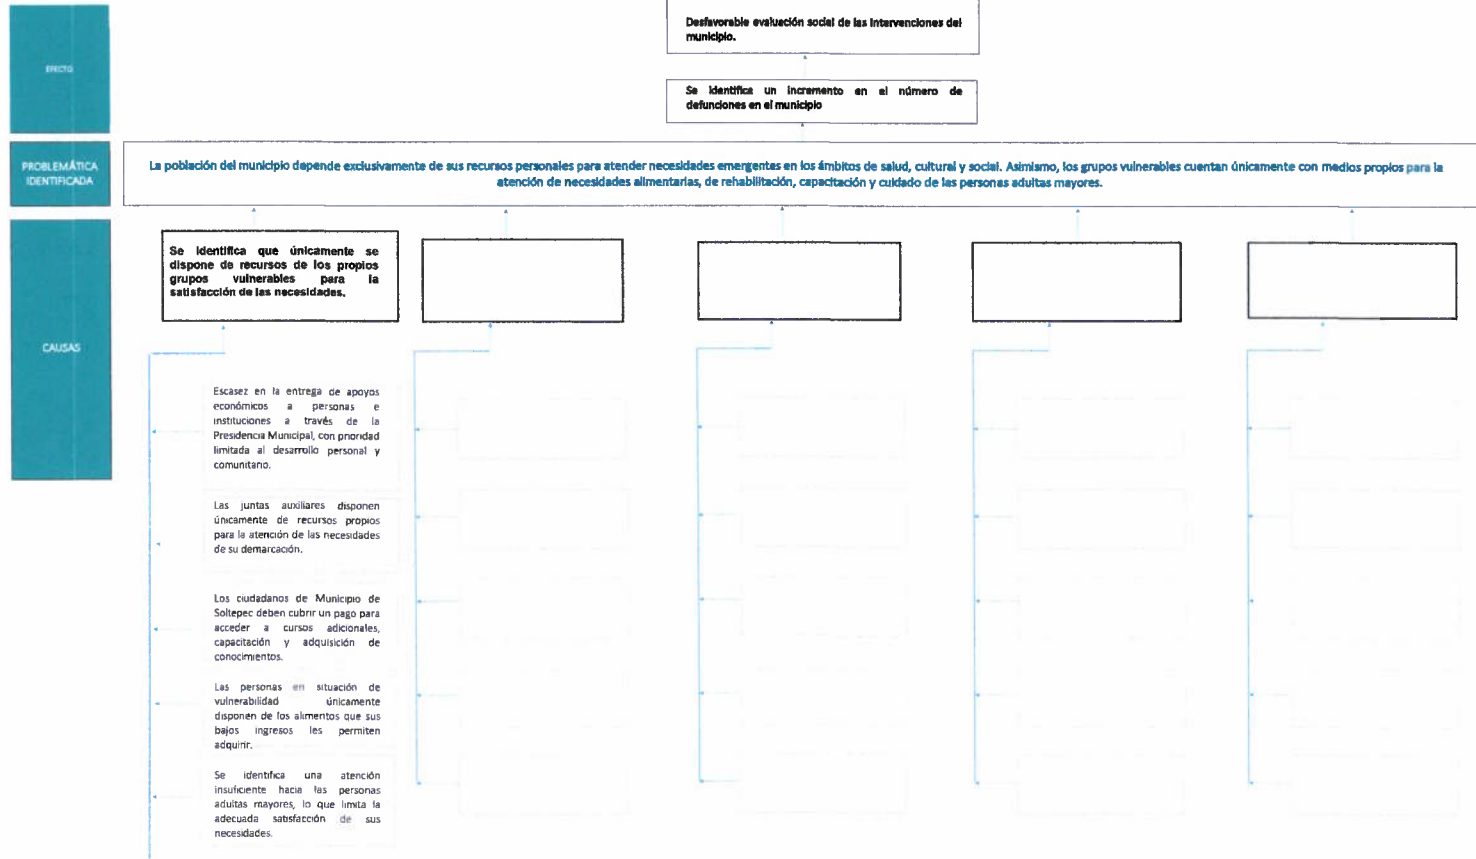 Desfavorable evaluación social de las intervenciones del
municipio.
EFECTO
Se identifica un incremento en el número de
defunciones en el municipio
PROBLEMÁTICA
IDENTIFICADA
La población del municipio depende exclusivamente de sus recursos personales para atender necesidades emergentes en los ámbitos de salud, cultural y social. Asimismo, los grupos vulnerables cuentan únicamente con medios propios para la
atención de necesidades alimentarias, de rehabilitación, capacitación y cuidado de las personas adultas mayores.
CAUSAS
Se identifica que únicamente se
dispone de recursos de los propios
grupos vulnerables para la
satisfacción de las necesidades.
Escasez en la entrega de apoyos
económicos a personas e
instituciones a través de la
Presidencia Municipal, con prioridad
limitada al desarrollo personal y
comunitario.
Las juntas auxiliares disponen
únicamente de recursos propios
para la atención de las necesidades
de su demarcación.
Los ciudadanos de Municipio de
Soltepec deben cubrir un pago para
acceder a cursos adicionales,
capacitación y adquisición de
conocimientos.
Las personas en situación de
vulnerabilidad únicamente
disponen de los alimentos que sus
bajos ingresos les permiten
adquirir.
Se identifica una atención
insuficiente hacia las personas
adultas mayores, lo que limita la
adecuada satisfacción de sus
necesidades.